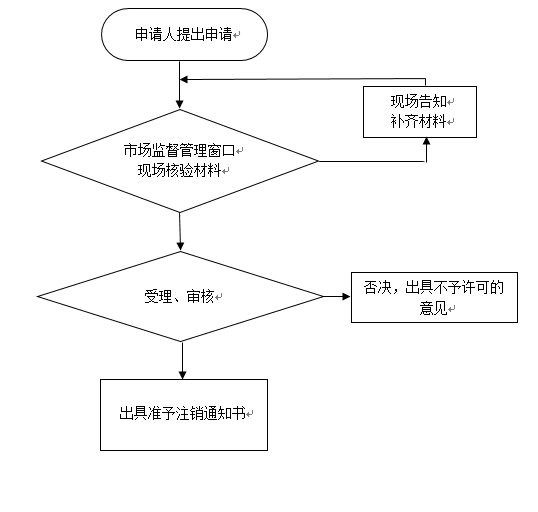 申请人提出申请
现场告知
补齐材料
市场监督管理窗口
现场核验材料
受理、审核
否决，出具不予许可的
意见
出具准予注销通知书